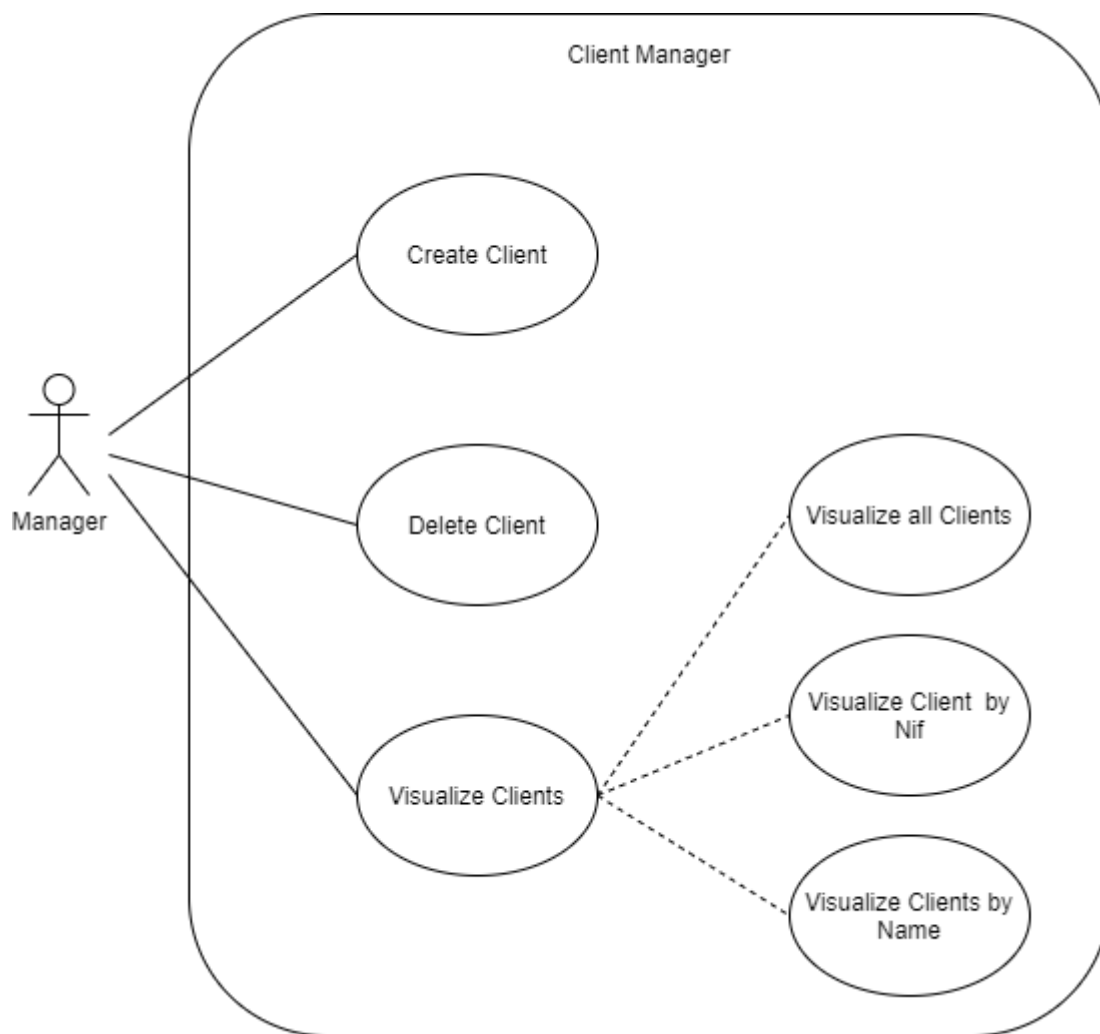 Client Manager
Create Client
Manager
Delete Client
Visualize all Clients
Visualize Client  by
Nif
Visualize Clients
Visualize Clients by
Name